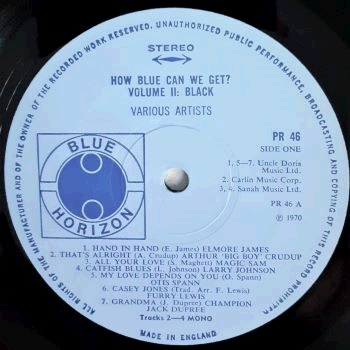 ALL RIGHTS OF THE MANUFACTURER AND OF THE OWNER OF THE RECORDED WORK RESERVED. UNAUTHORIZED PUBLIC PERFORMANCE, BROADCASTING AND COPYING OF THIS RECORD PROHIBITED
STEREO
HOW BLUE CAN WE GET?
VOLUME II: BLACK
VARIOUS ARTISTS
PR 46
SIDE ONE
1, 5—7. Uncle Doris
Music Ltd.
2. Carlin Music Corp.
3, 4. Sanah Music Ltd.
PR 46 A
℗ 1970
BLUE
HORIZON
1. HAND IN HAND (E. James) ELMORE JAMES
2. THAT'S ALRIGHT (A. Crudup) ARTHUR 'BIG BOY' CRUDUP
3. ALL YOUR LOVE (S. Maghett) MAGIC SAM
4. CATFISH BLUES (L. Johnson) LARRY JOHNSON
5. MY LOVE DEPENDS ON YOU (O. Spann)
OTIS SPANN
6. CASEY JONES (Trad. Arr. F. Lewis)
FURRY LEWIS
7. GRANDMA (J. Dupree) CHAMPION
JACK DUPREE
Tracks 2—4 MONO
MADE IN ENGLAND